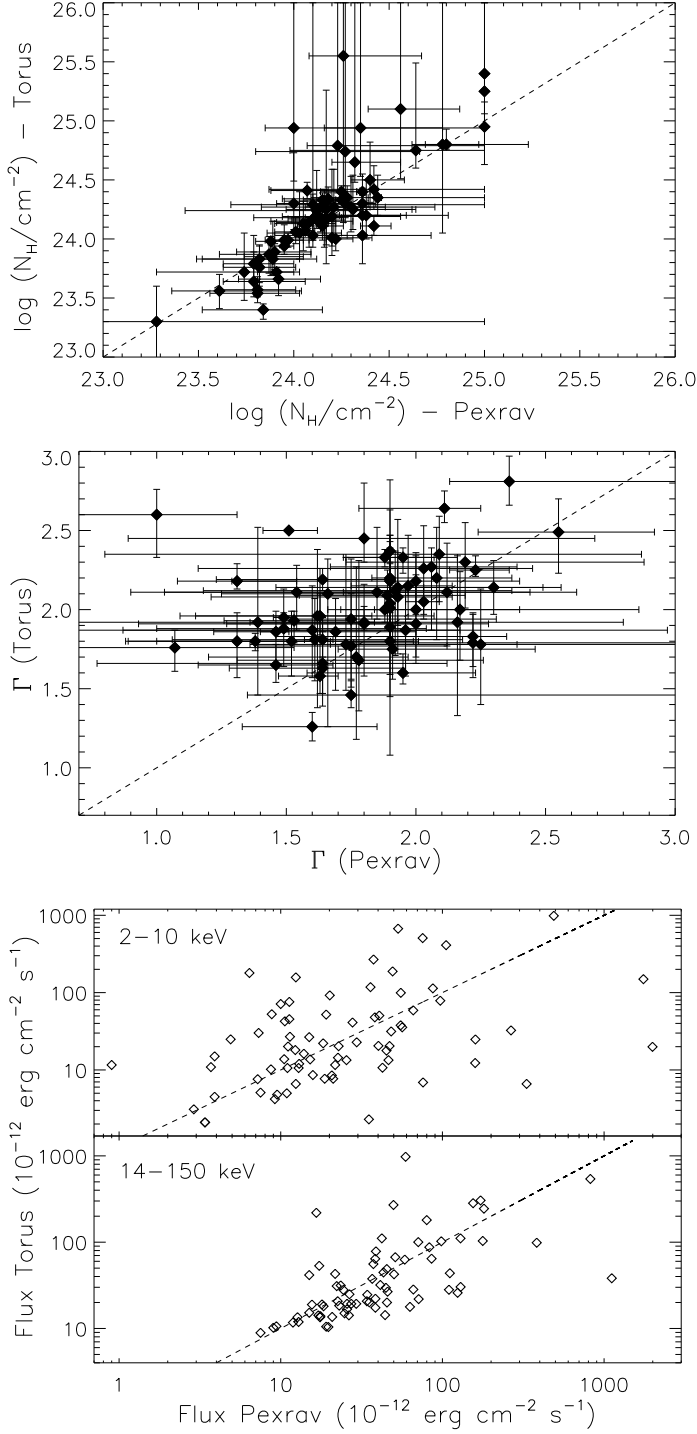 26.0
25.5
25.0
24.5
24.0
23.5
23.0
log (N_H/cm⁻²) – Torus
23.0 23.5 24.0 24.5 25.0 25.5 26.0
log (N_H/cm⁻²) – Pexrav
3.0
2.5
2.0
1.5
1.0
Γ (Torus)
1.0 1.5 2.0 2.5 3.0
Γ (Pexrav)
1000
100
10
2–10 keV
1000
100
10
14–150 keV
Flux Torus (10⁻¹² erg cm⁻² s⁻¹)
1 10 100 1000
Flux Pexrav (10⁻¹² erg cm⁻² s⁻¹)